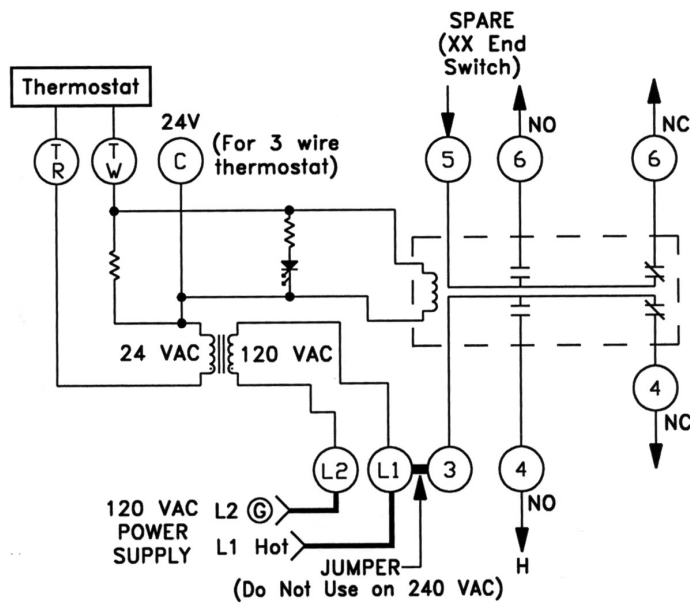 SPARE
(XX End
Switch)
Thermostat
24V
(For 3 wire
thermostat)
NO
NC
TR
TW
C
5
6
6
24 VAC
120 VAC
4
NC
L2
L1
3
4
NO
120 VAC
POWER
SUPPLY
L2 G
L1 Hot
JUMPER
(Do Not Use on 240 VAC)
H